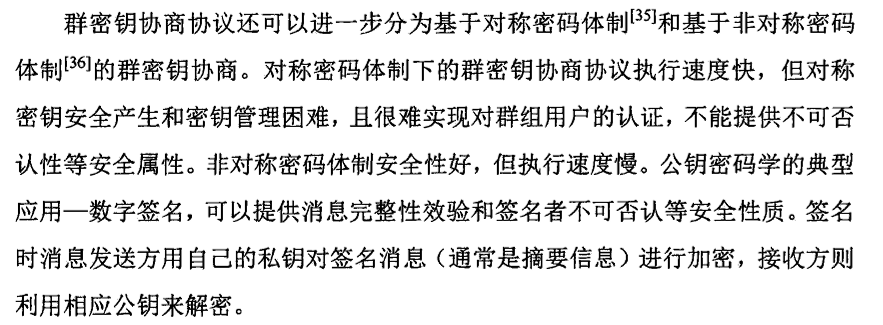 群密钥协商协议还可以进一步分为基于对称密码体制[35]和基于非对称密码
体制[36]的群密钥协商。对称密码体制下的群密钥协商协议执行速度快，但对称
密钥安全产生和密钥管理困难，且很难实现对群组用户的认证，不能提供不可否
认性等安全属性。非对称密码体制安全性好，但执行速度慢。公钥密码学的典型
应用—数字签名，可以提供消息完整性效验和签名者不可否认等安全性质。签名
时消息发送方用自己的私钥对签名消息（通常是摘要信息）进行加密，接收方则
利用相应公钥来解密。